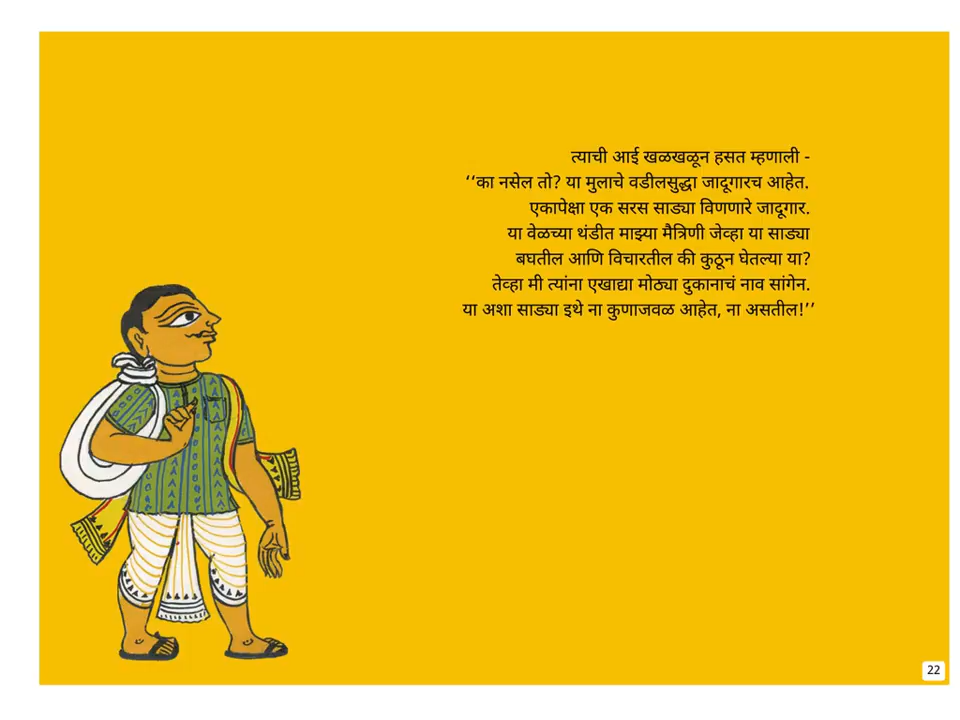 त्याची आई खळखळून हसत म्हणाली -
‘‘का नसेल तो? या मुलाचे वडीलसुद्धा जादूगारच आहेत.
एकापेक्षा एक सरस साड्या विणणारे जादूगार.
या वेळच्या थंडीत माझ्या मैत्रिणी जेव्हा या साड्या
बघतील आणि विचारतील की कुठून घेतल्या या?
तेव्हा मी त्यांना एखाद्या मोठ्या दुकानाचं नाव सांगेन.
या अशा साड्या इथे ना कुणाजवळ आहेत, ना असतील!’’
22